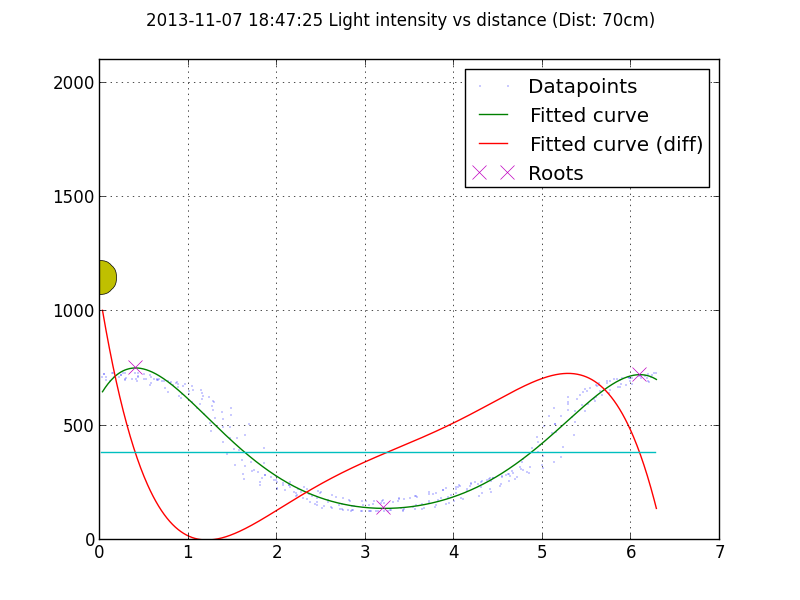 2013-11-07 18:47:25 Light intensity vs distance (Dist: 70cm)
2000
1500
1000
500
0
0 1 2 3 4 5 6 7
Datapoints
Fitted curve
Fitted curve (diff)
Roots